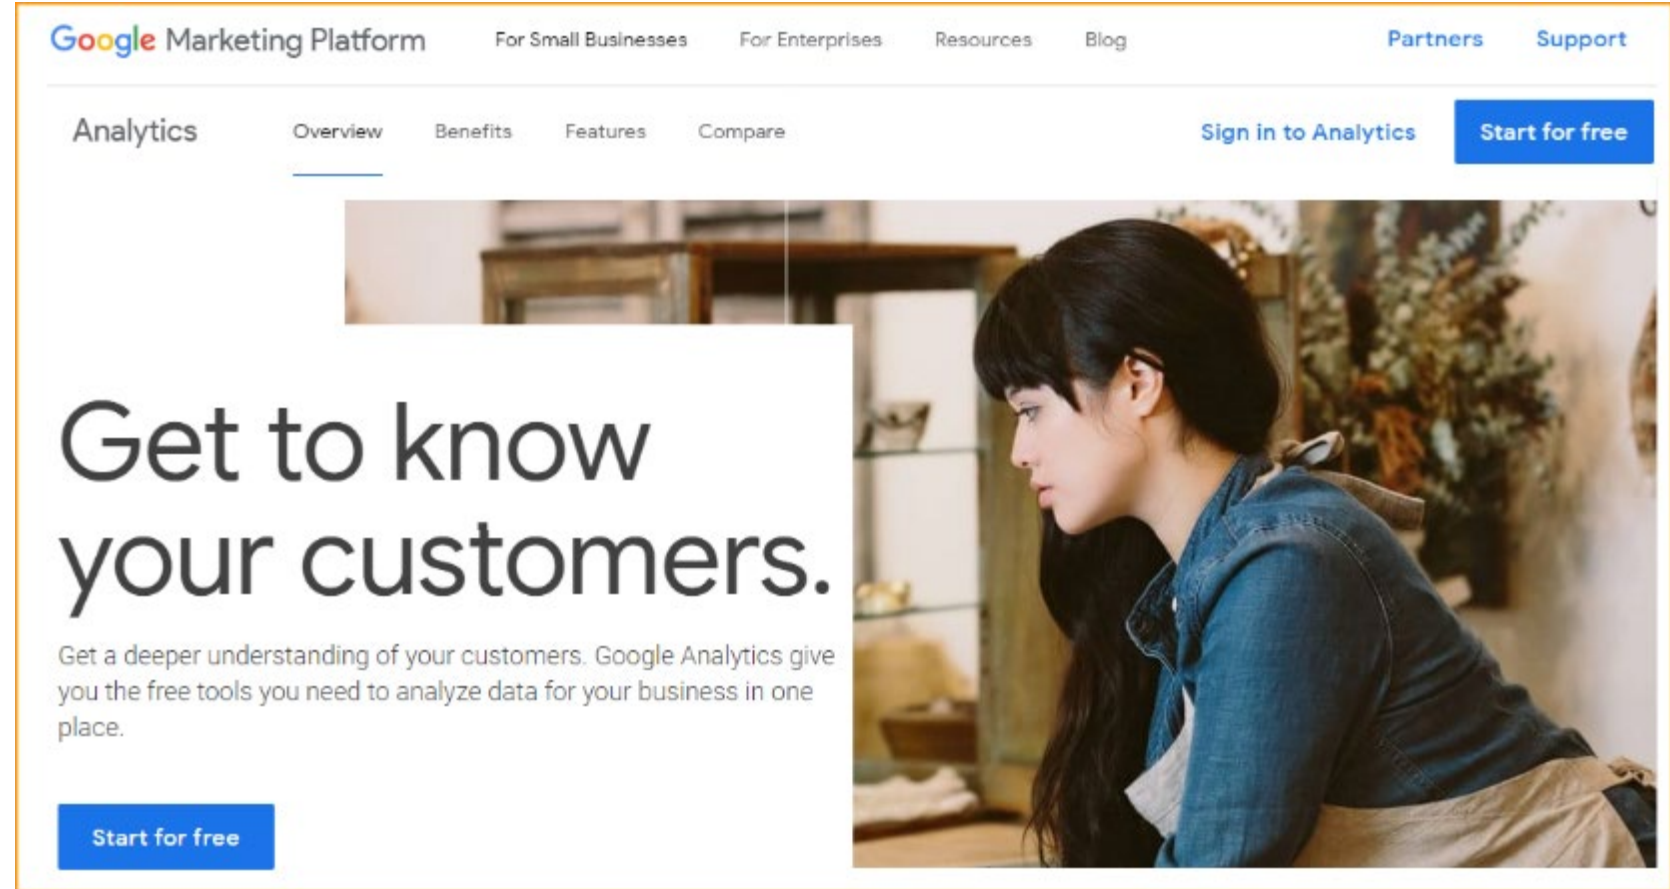 Google Marketing Platform For Small Businesses For Enterprises Resources Blog Partners Support
Analytics Overview Benefits Features Compare Sign in to Analytics Start for free
Get to know
your customers.
Get a deeper understanding of your customers. Google Analytics give
you the free tools you need to analyze data for your business in one
place.
Start for free